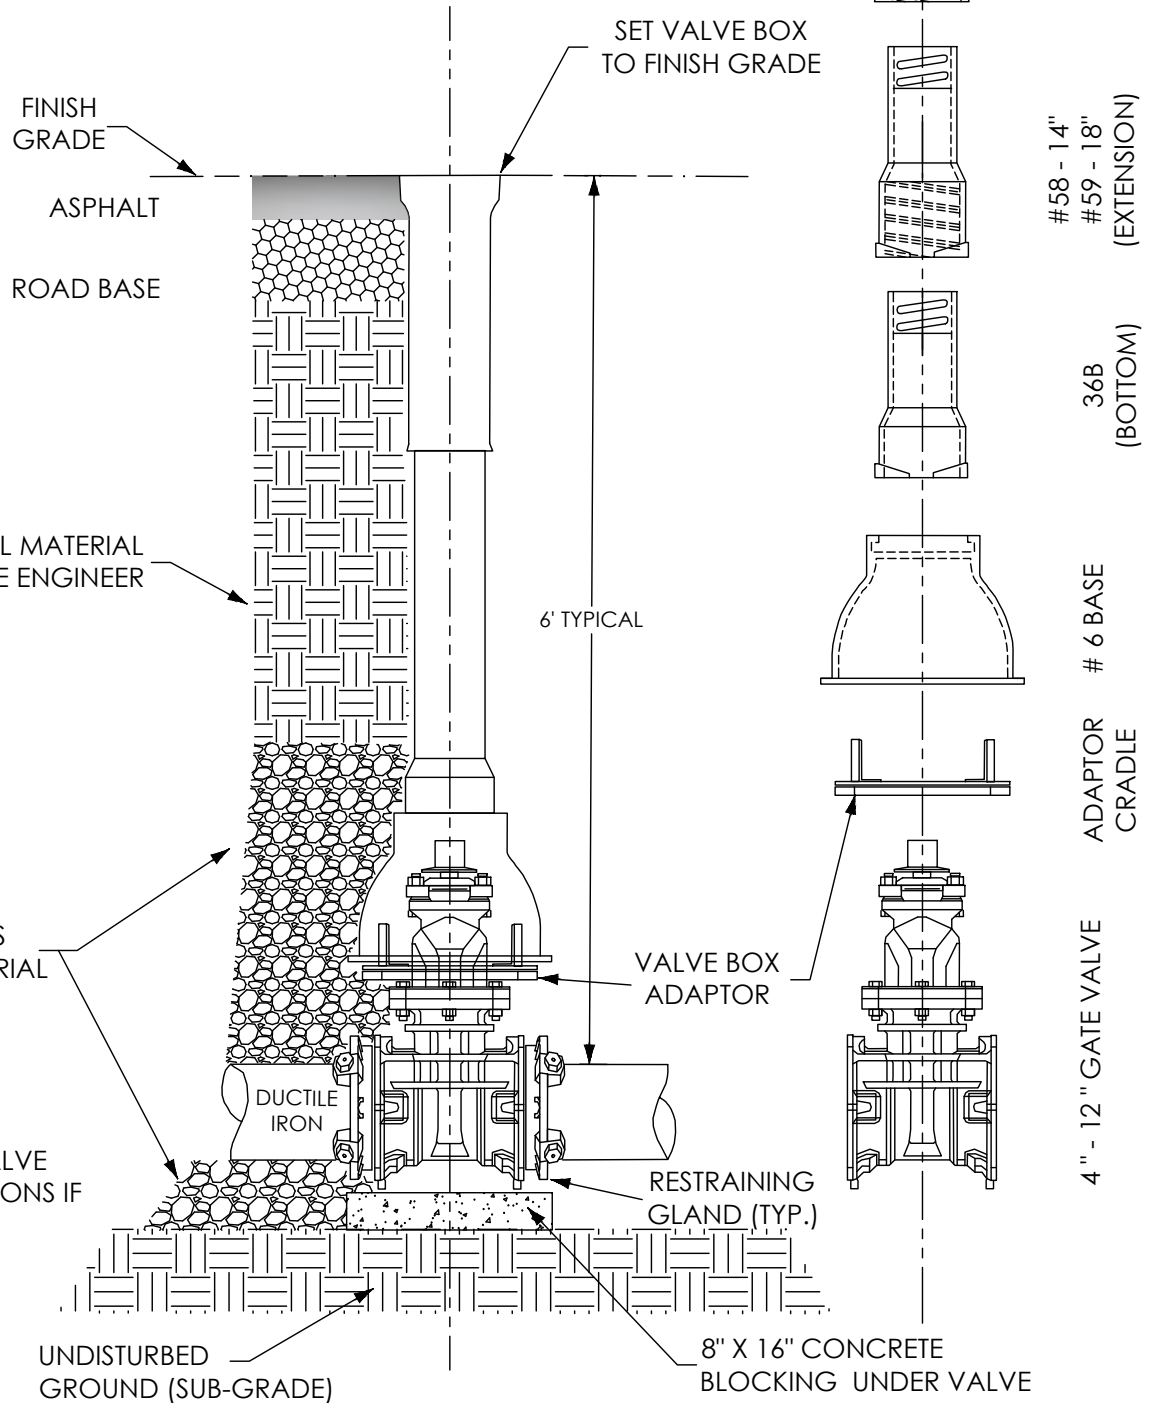 SET VALVE BOX
TO FINISH GRADE
FINISH
GRADE
ASPHALT
ROAD BASE
MATERIAL
ENGINEER
6' TYPICAL
VALVE BOX
ADAPTOR
DUCTILE
IRON
ONS IF
RESTRAINING
GLAND (TYP.)
UNDISTURBED
GROUND (SUB-GRADE)
8" X 16" CONCRETE
BLOCKING UNDER VALVE
#58 - 14"
#59 - 18"
(EXTENSION)
36B
(BOTTOM)
# 6 BASE
ADAPTOR
CRADLE
4" - 12" GATE VALVE